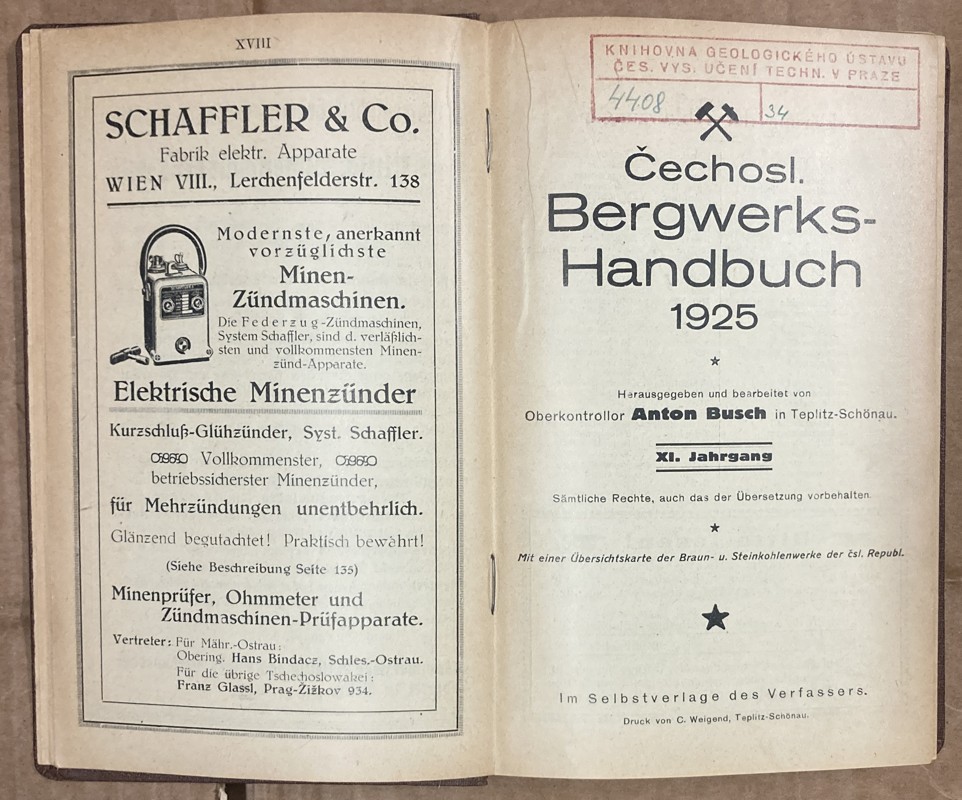 XVIII
SCHAFFLER & Co.
Fabrik elektr. Apparate
WIEN VIII., Lerchenfelderstr. 138
Modernste, anerkannt
vorzüglichste
Minen-
Zündmaschinen.
Die Federzug-Zündmaschinen,
System Schaffler, sind d. verläßlich-
sten und vollkommensten Minen-
zünd-Apparate.
Elektrische Minenzünder
Kurzschluß-Glühzünder, Syst. Schaffler.
Vollkommenster,
betriebssicherster Minenzünder,
für Mehrzündungen unentbehrlich.
Glänzend begutachtet! Praktisch bewährt!
(Siehe Beschreibung Seite 135)
Minenprüfer, Ohmmeter und
Zündmaschinen-Prüfapparate.
Vertreter: Für Mähr.-Ostrau:
Obering. Hans Bindacz, Schles.-Ostrau.
Für die übrige Tschechoslowakei:
Franz Glassl, Prag-Žižkov 934.
KNIHOVNA GEOLOGICKÉHO ÚSTAVU
ČES. VYS. UČENÍ TECHN. V PRAZE
4408 34
Čechosl.
Bergwerks-
Handbuch
1925
Herausgegeben und bearbeitet von
Oberkontrollor Anton Busch in Teplitz-Schönau.
XI. Jahrgang
Sämtliche Rechte, auch das der Übersetzung vorbehalten.
Mit einer Übersichtskarte der Braun- u. Steinkohlenwerke der čsl. Republ.
Im Selbstverlage des Verfassers.
Druck von C. Weigend, Teplitz-Schönau.